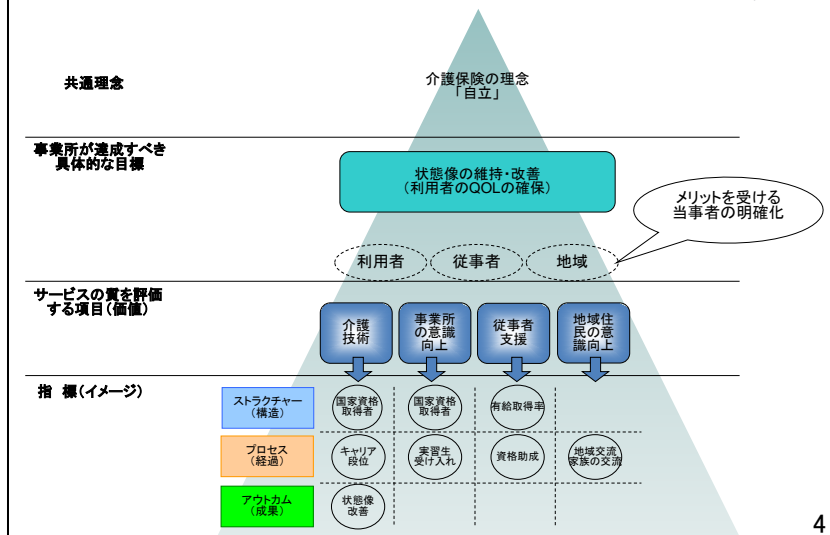 共通理念
介護保険の理念
「自立」
事業所が達成すべき
具体的な目標
状態像の維持・改善
(利用者のQOLの確保)
メリットを受ける
当事者の明確化
利用者
従事者
地域
サービスの質を評価
する項目(価値)
介護
技術
事業所
の意識
向上
従事者
支援
地域住
民の意
識向上
指 標(イメージ)
ストラクチャー
(構造)
国家資格
取得者
国家資格
取得者
有給取得率
プロセス
(経過)
キャリア
段位
実習生
受け入れ
資格助成
地域交流
家族の交流
アウトカム
(成果)
状態像
改善
4